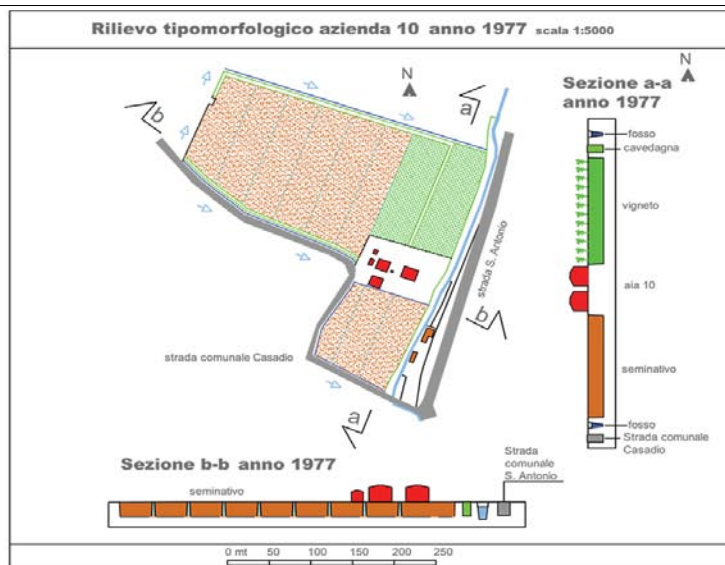 Rilievo tipomorfologico azienda 10 anno 1977 scala 1:5000
N
N
a
b
Sezione a-a
anno 1977
fosso
cavedagna
vigneto
aia 10
strada S. Antonio
b
strada comunale Casadio
seminativo
a
fosso
Strada comunale
Casadio
Sezione b-b anno 1977
Strada
comunale
S. Antonio
seminativo
0 mt 50 100 150 200 250